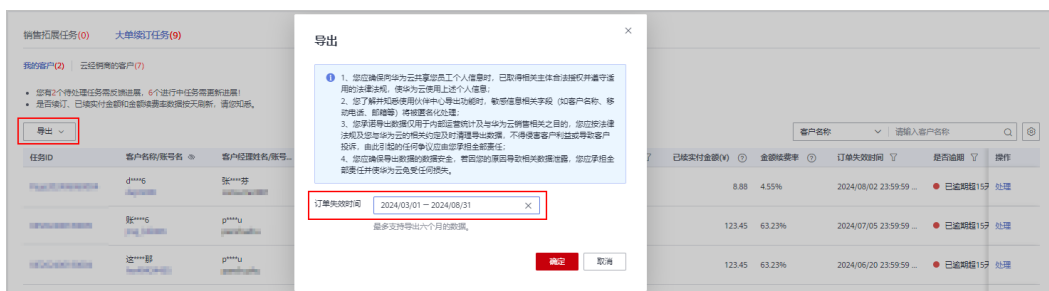 销售拓展任务(0) 大单续订任务(9)
我的客户(2) 云经销商的客户(7)
• 您有2个待处理任务需反馈进展，6个进行中任务需更新进展!
• 是否续订、已续实付金额和金额续费率数据按天刷新，请您知悉。
导出
客户名称 请输入客户名称
任务ID 客户名称/账号名 客户经理姓名/账号... 已续实付金额(¥) 金额续费率 订单失效时间 是否逾期 操作
d****6 张****芬 8.88 4.55% 2024/08/02 23:59:59 ... 已逾期超15天 处理
账****6 p****u 123.45 63.23% 2024/07/05 23:59:59 ... 已逾期超15天 处理
这****那 p****u 123.45 63.23% 2024/06/20 23:59:59 ... 已逾期超15天 处理
导出
1、您应确保向华为云共享您员工个人信息时，已取得相关主体合法授权并遵守适
用的法律法规，使华为云使用上述个人信息;
2、您了解并知悉使用伙伴中心导出功能时，敏感信息相关字段（如客户名称、移
动电话、邮箱等）将被匿名化处理;
3、您承诺导出数据仅用于内部运营统计及与华为云销售相关之目的，您应按法律
法规及您与华为云的相关约定及时清理导出数据，不得侵害客户利益或导致客户
投诉，由此引起的任何争议应由您承担全部责任;
4、您应确保导出数据的数据安全，若因您的原因导致相关数据泄露，您应承担全
部责任并使华为云免受任何损失。
订单失效时间 2024/03/01 — 2024/08/31
最多支持导出六个月的数据。
确定 取消